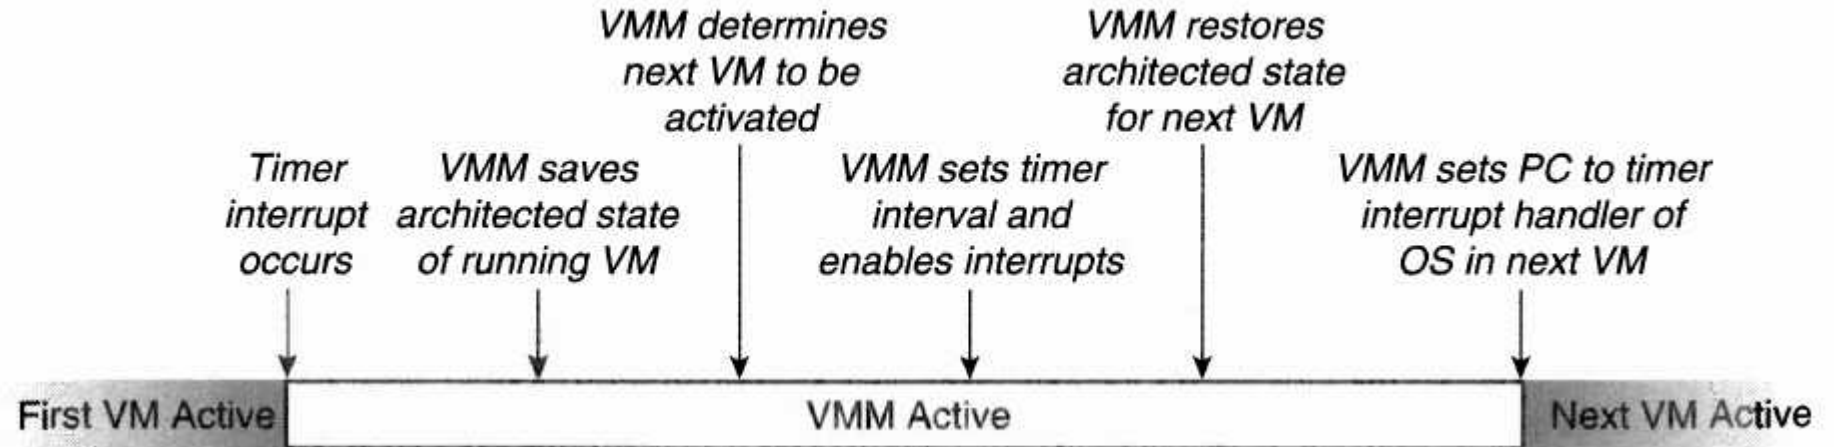 Timer
interrupt
occurs
VMM saves
architected state
of running VM
VMM determines
next VM to be
activated
VMM sets timer
interval and
enables interrupts
VMM restores
architected state
for next VM
VMM sets PC to timer
interrupt handler of
OS in next VM
First VM Active
VMM Active
Next VM Active